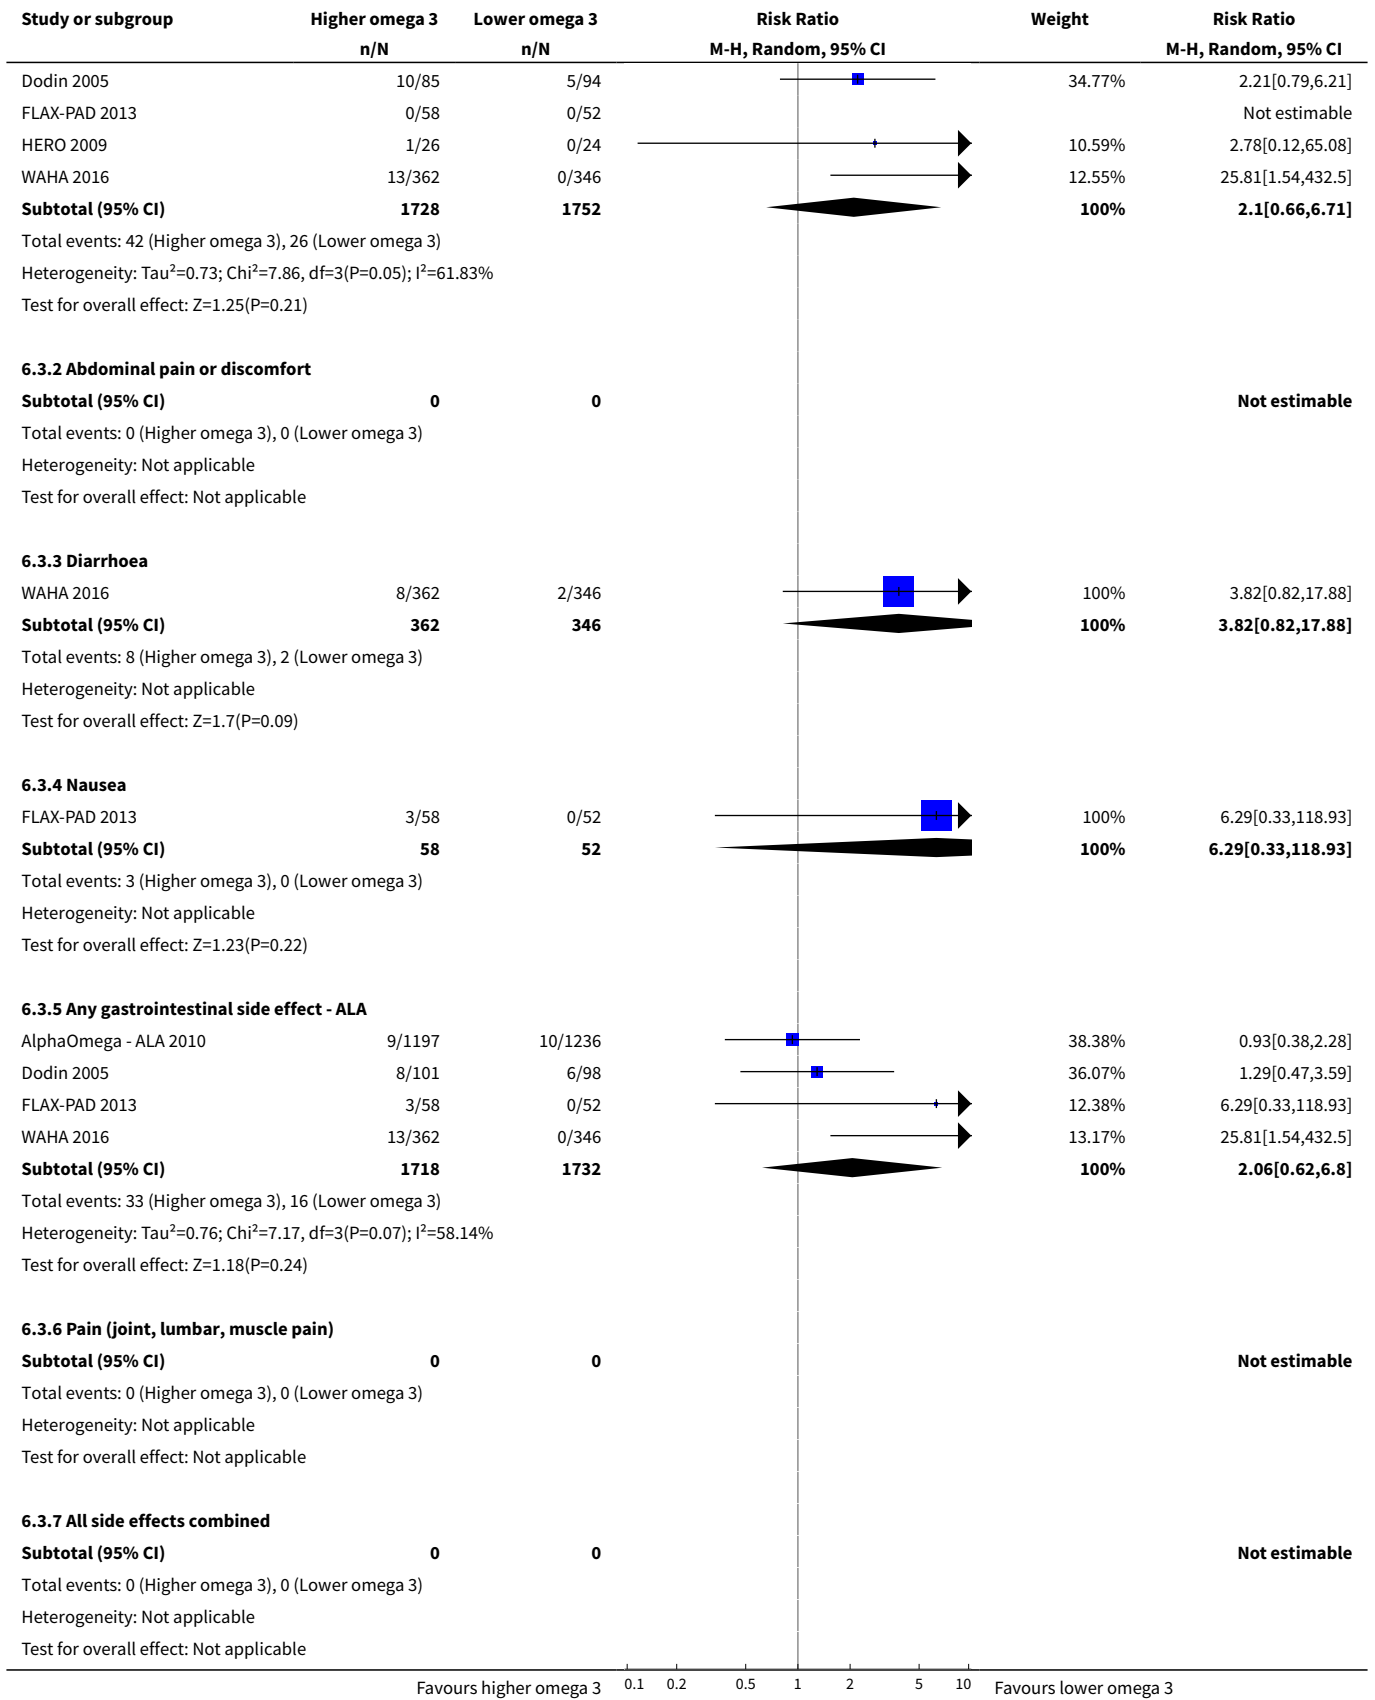 Study or subgroup Higher omega 3 Lower omega 3 Risk Ratio Weight Risk Ratio
n/N n/N M-H, Random, 95% CI M-H, Random, 95% CI
Dodin 2005 10/85 5/94 34.77% 2.21[0.79,6.21]
FLAX-PAD 2013 0/58 0/52 Not estimable
HERO 2009 1/26 0/24 10.59% 2.78[0.12,65.08]
WAHA 2016 13/362 0/346 12.55% 25.81[1.54,432.5]
Subtotal (95% CI) 1728 1752 100% 2.1[0.66,6.71]
Total events: 42 (Higher omega 3), 26 (Lower omega 3)
Heterogeneity: Tau²=0.73; Chi²=7.86, df=3(P=0.05); I²=61.83%
Test for overall effect: Z=1.25(P=0.21)
6.3.2 Abdominal pain or discomfort
Subtotal (95% CI) 0 0 Not estimable
Total events: 0 (Higher omega 3), 0 (Lower omega 3)
Heterogeneity: Not applicable
Test for overall effect: Not applicable
6.3.3 Diarrhoea
WAHA 2016 8/362 2/346 100% 3.82[0.82,17.88]
Subtotal (95% CI) 362 346 100% 3.82[0.82,17.88]
Total events: 8 (Higher omega 3), 2 (Lower omega 3)
Heterogeneity: Not applicable
Test for overall effect: Z=1.7(P=0.09)
6.3.4 Nausea
FLAX-PAD 2013 3/58 0/52 100% 6.29[0.33,118.93]
Subtotal (95% CI) 58 52 100% 6.29[0.33,118.93]
Total events: 3 (Higher omega 3), 0 (Lower omega 3)
Heterogeneity: Not applicable
Test for overall effect: Z=1.23(P=0.22)
6.3.5 Any gastrointestinal side effect - ALA
AlphaOmega - ALA 2010 9/1197 10/1236 38.38% 0.93[0.38,2.28]
Dodin 2005 8/101 6/98 36.07% 1.29[0.47,3.59]
FLAX-PAD 2013 3/58 0/52 12.38% 6.29[0.33,118.93]
WAHA 2016 13/362 0/346 13.17% 25.81[1.54,432.5]
Subtotal (95% CI) 1718 1732 100% 2.06[0.62,6.8]
Total events: 33 (Higher omega 3), 16 (Lower omega 3)
Heterogeneity: Tau²=0.76; Chi²=7.17, df=3(P=0.07); I²=58.14%
Test for overall effect: Z=1.18(P=0.24)
6.3.6 Pain (joint, lumbar, muscle pain)
Subtotal (95% CI) 0 0 Not estimable
Total events: 0 (Higher omega 3), 0 (Lower omega 3)
Heterogeneity: Not applicable
Test for overall effect: Not applicable
6.3.7 All side effects combined
Subtotal (95% CI) 0 0 Not estimable
Total events: 0 (Higher omega 3), 0 (Lower omega 3)
Heterogeneity: Not applicable
Test for overall effect: Not applicable
Favours higher omega 3 0.1 0.2 0.5 1 2 5 10 Favours lower omega 3